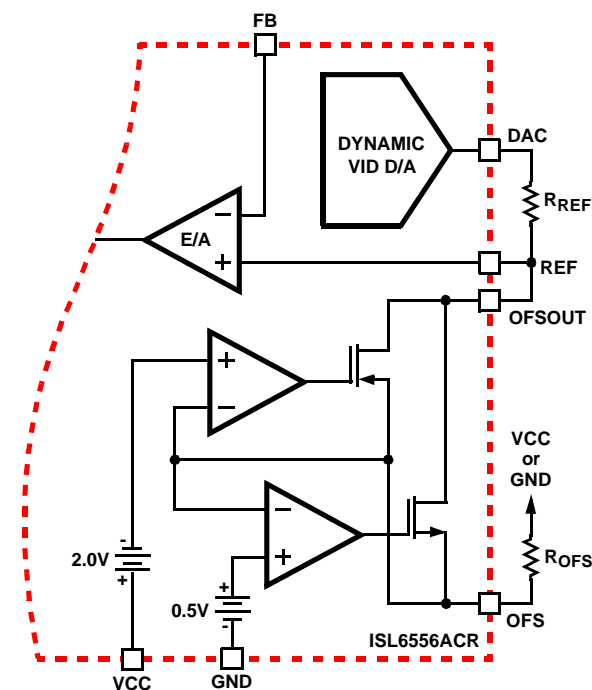 FB
DYNAMIC
VID D/A
DAC
RREF
E/A
-
+
REF
OFSOUT
+
-
VCC
or
GND
-
2.0V
+
-
+
+
0.5V
-
ROFS
OFS
ISL6556ACR
VCC
GND